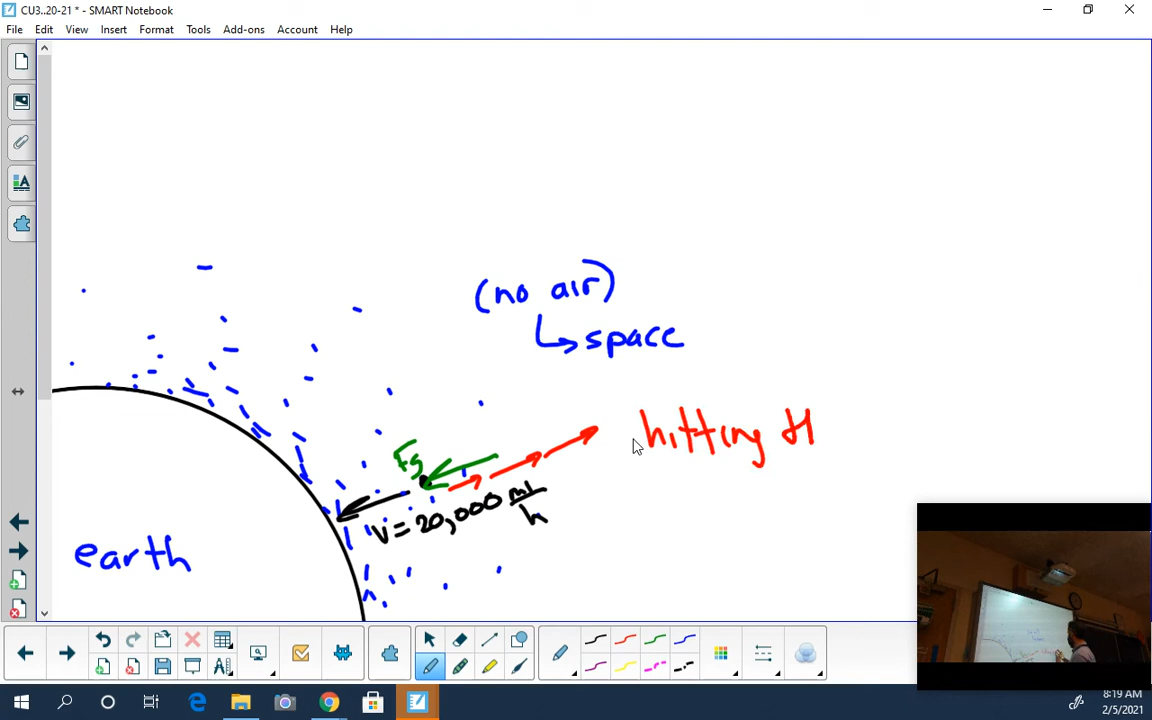 CU3..20-21 * - SMART Notebook
File Edit View Insert Format Tools Add-ons Account Help
(no air)
space
hitting H
Fg
v = 20,000 mi/h
earth
8:19 AM
2/5/2021